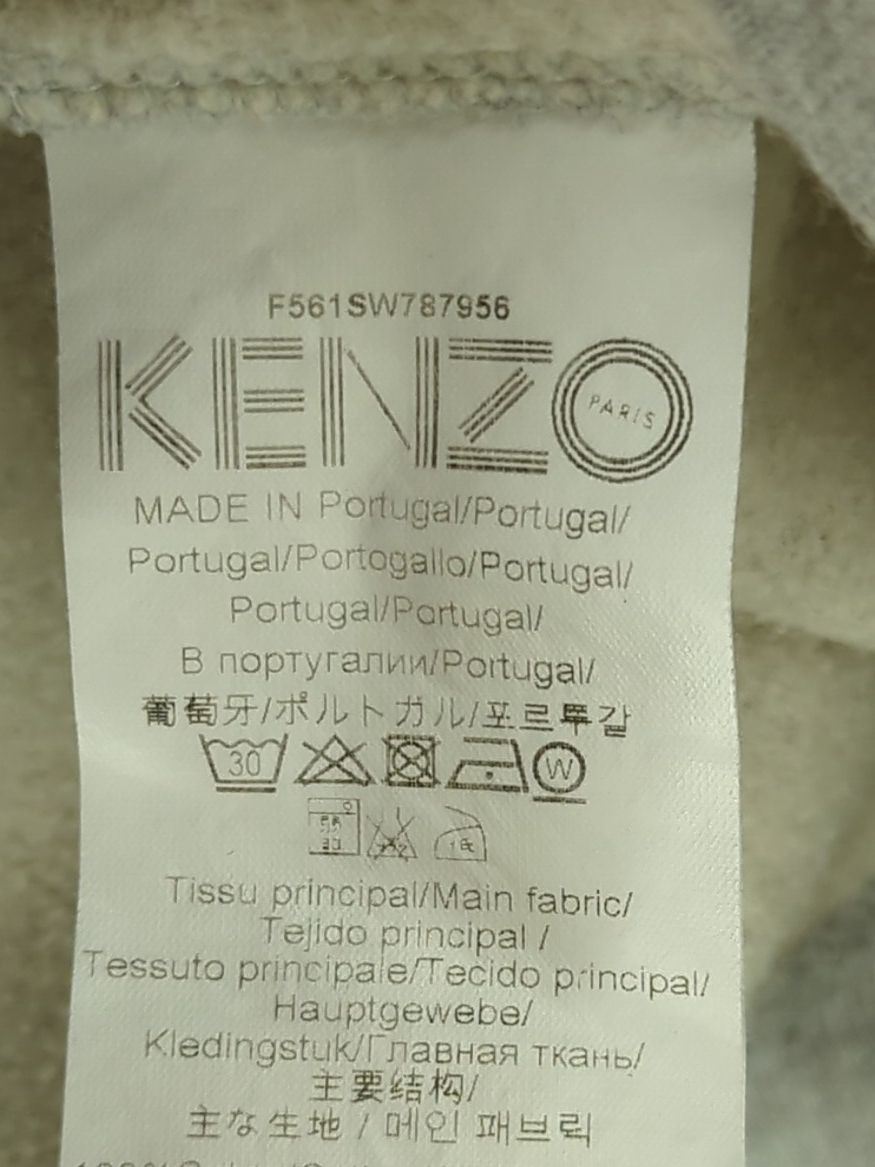 F561SW787956
KENZO
PARIS
MADE IN Portugal/Portugal/
Portugal/Portogallo/Portugal/
Portugal/Portugal/
В португалии/Portugal/
葡萄牙/ポルトガル/포르투갈
30
W
Tissu principal/Main fabric/
Tejido principal /
Tessuto principale/Tecido principal/
Hauptgewebe/
Kledingstuk/Главная ткань/
主要结构/
主な生地 / 메인 패브릭